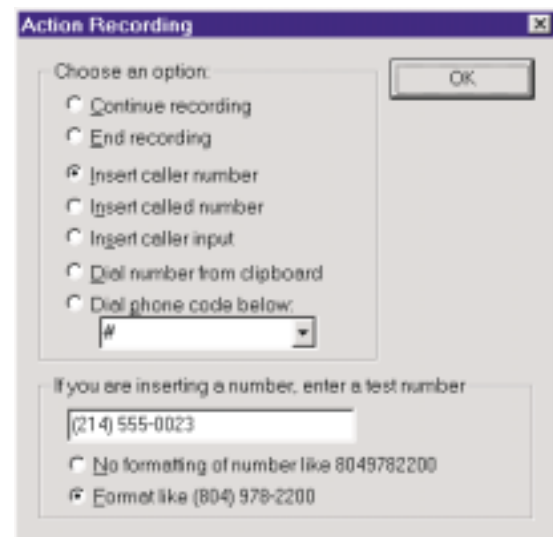 Action Recording
Choose an option:
OK
Continue recording
End recording
Insert caller number
Insert called number
Insert caller input
Dial number from clipboard
Dial phone code below:
#
If you are inserting a number, enter a test number
(214) 555-0023
No formatting of number like 8049782200
Format like (804) 978-2200